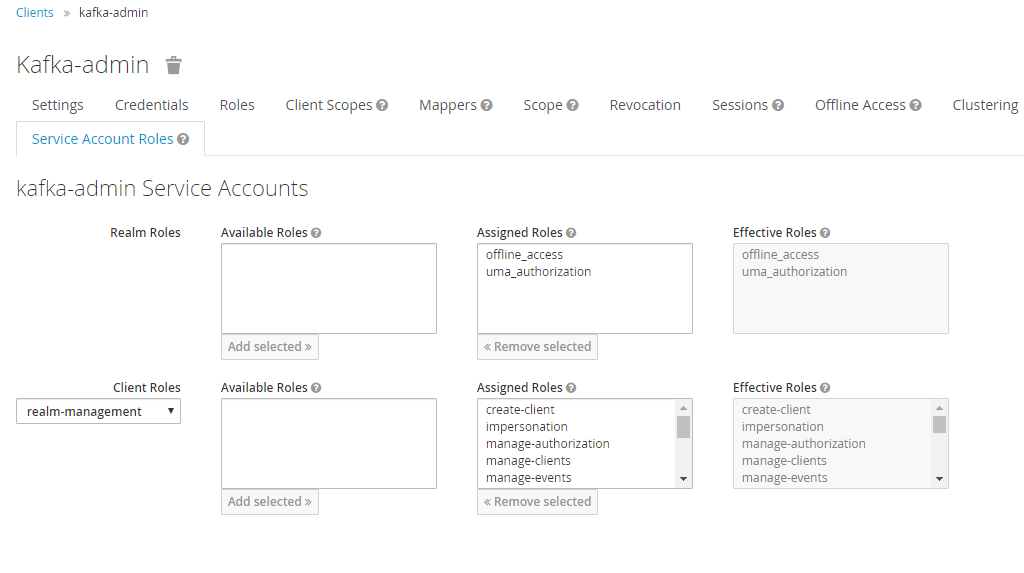 Clients » kafka-admin
Kafka-admin
Settings Credentials Roles Client Scopes Mappers Scope Revocation Sessions Offline Access Clustering
Service Account Roles
kafka-admin Service Accounts
Realm Roles Available Roles Assigned Roles Effective Roles
offline_access offline_access
uma_authorization uma_authorization
Add selected » « Remove selected
Client Roles Available Roles Assigned Roles Effective Roles
realm-management create-client create-client
impersonation impersonation
manage-authorization manage-authorization
manage-clients manage-clients
manage-events manage-events
Add selected » « Remove selected